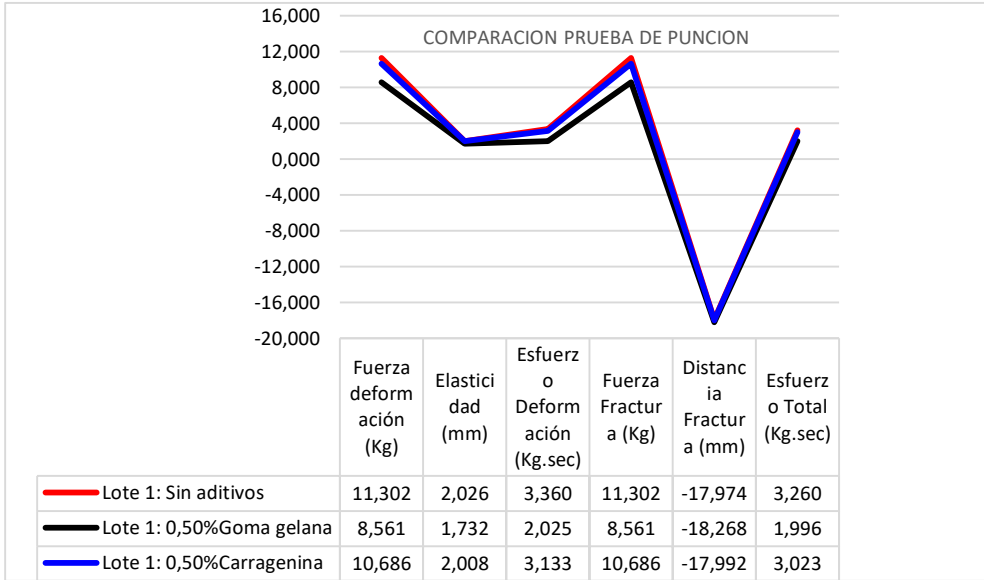 16,000
COMPARACION PRUEBA DE PUNCION
12,000
8,000
4,000
0,000
-4,000
-8,000
-12,000
-16,000
-20,000
Fuerza
deform
ación
(Kg)
Elastici
dad
(mm)
Esfuerz
o
Deform
ación
(Kg.sec)
Fuerza
Fractur
a (Kg)
Distanc
ia
Fractur
a (mm)
Esfuerz
o Total
(Kg.sec)
Lote 1: Sin aditivos 11,302 2,026 3,360 11,302 -17,974 3,260
Lote 1: 0,50%Goma gelana 8,561 1,732 2,025 8,561 -18,268 1,996
Lote 1: 0,50%Carragenina 10,686 2,008 3,133 10,686 -17,992 3,023